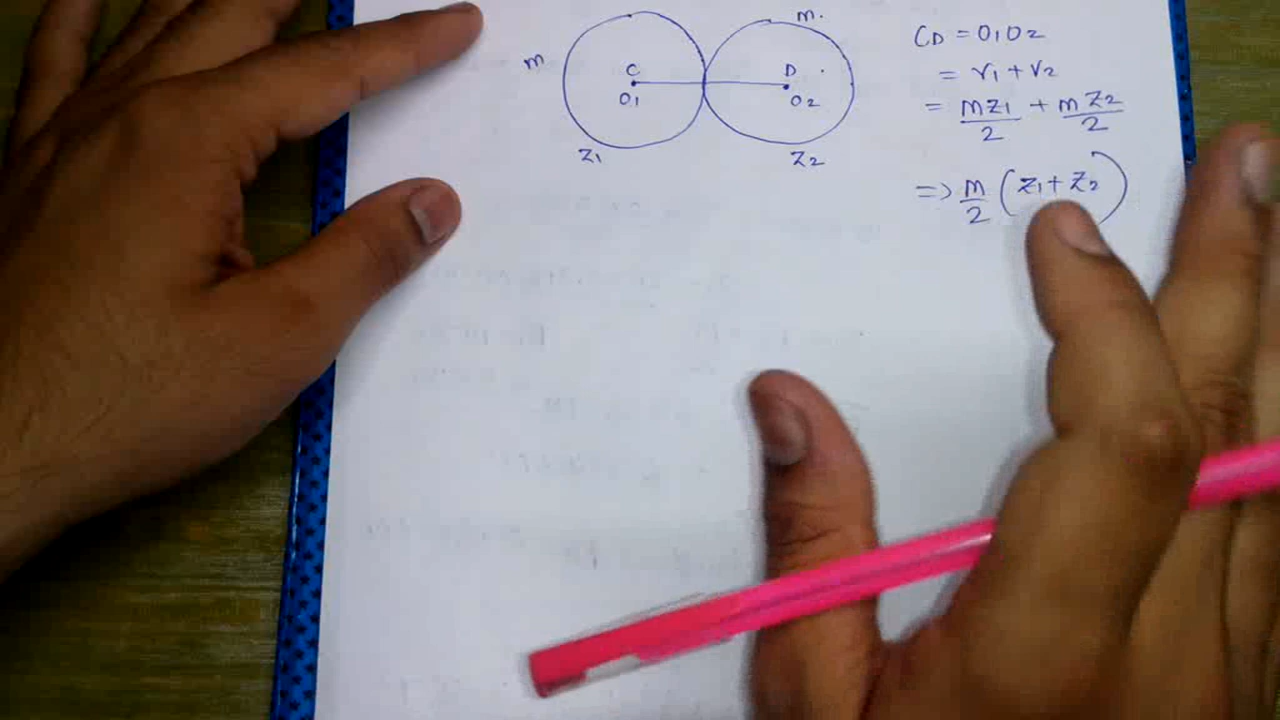 m
m.
C
D
O1
O2
Z1
Z2
CD = O1O2
= r1 + r2
= mz1/2 + mz2/2
=> m/2 (z1 + z2)